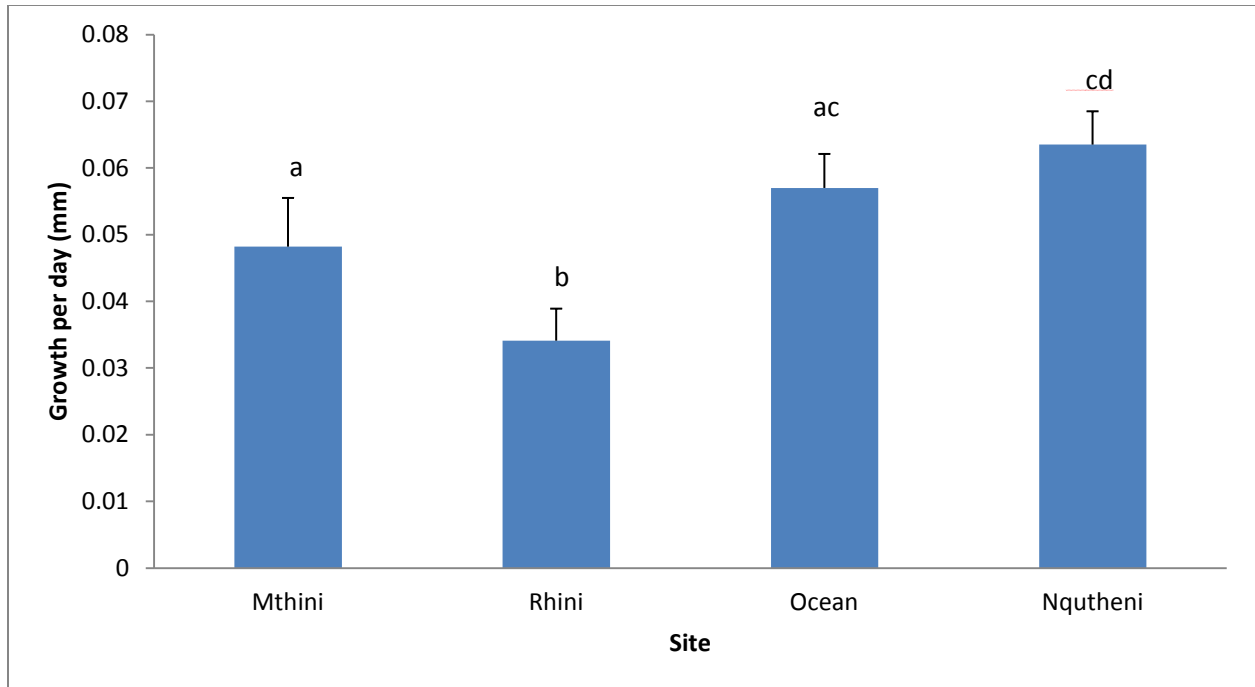 0.08
0.07
0.06
0.05
0.04
0.03
0.02
0.01
0
Growth per day (mm)
a
b
ac
cd
Mthini
Rhini
Ocean
Nqutheni
Site